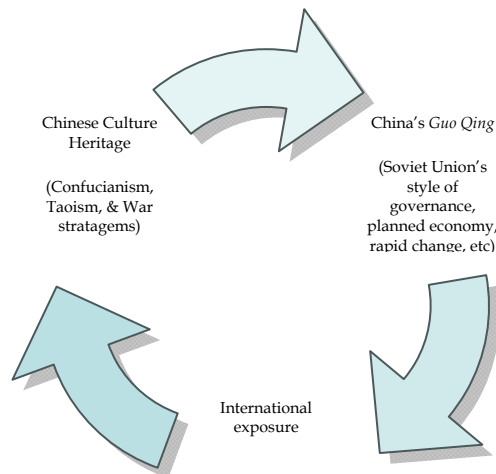 Chinese Culture
Heritage
(Confucianism,
Taoism, & War
stratagems)
China's Guo Qing
(Soviet Union's
style of
governance,
planned economy,
rapid change, etc)
International
exposure